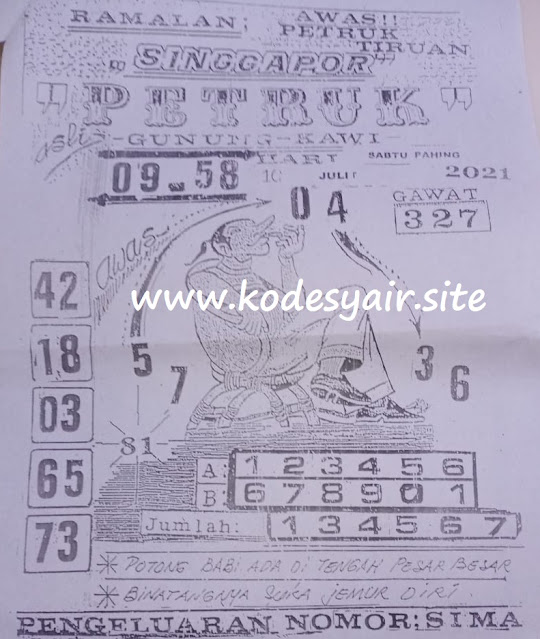 RAMALAN; AWAS!!
PETRUK
TIRUAN
"SINGGAPOR"
"PETRUK"
asli-GUNUNG-KAWI-
HARI SABTU PAHING
09-58 10 JULI 2021
04
GAWAT
327
awas
42
www.kodesyair.site
18
5
7
3
6
03
81
65
A: 1 2 3 4 5 6
B: 6 7 8 9 0 1
Jumlah: 1 3 4 5 6 7
73
* POTONG BABI ADA DI TENGAH PESAR BESAR
* BINATANGNYA SUKA JEMUR DIRI.
PENGELUARAN NOMOR; SIMA